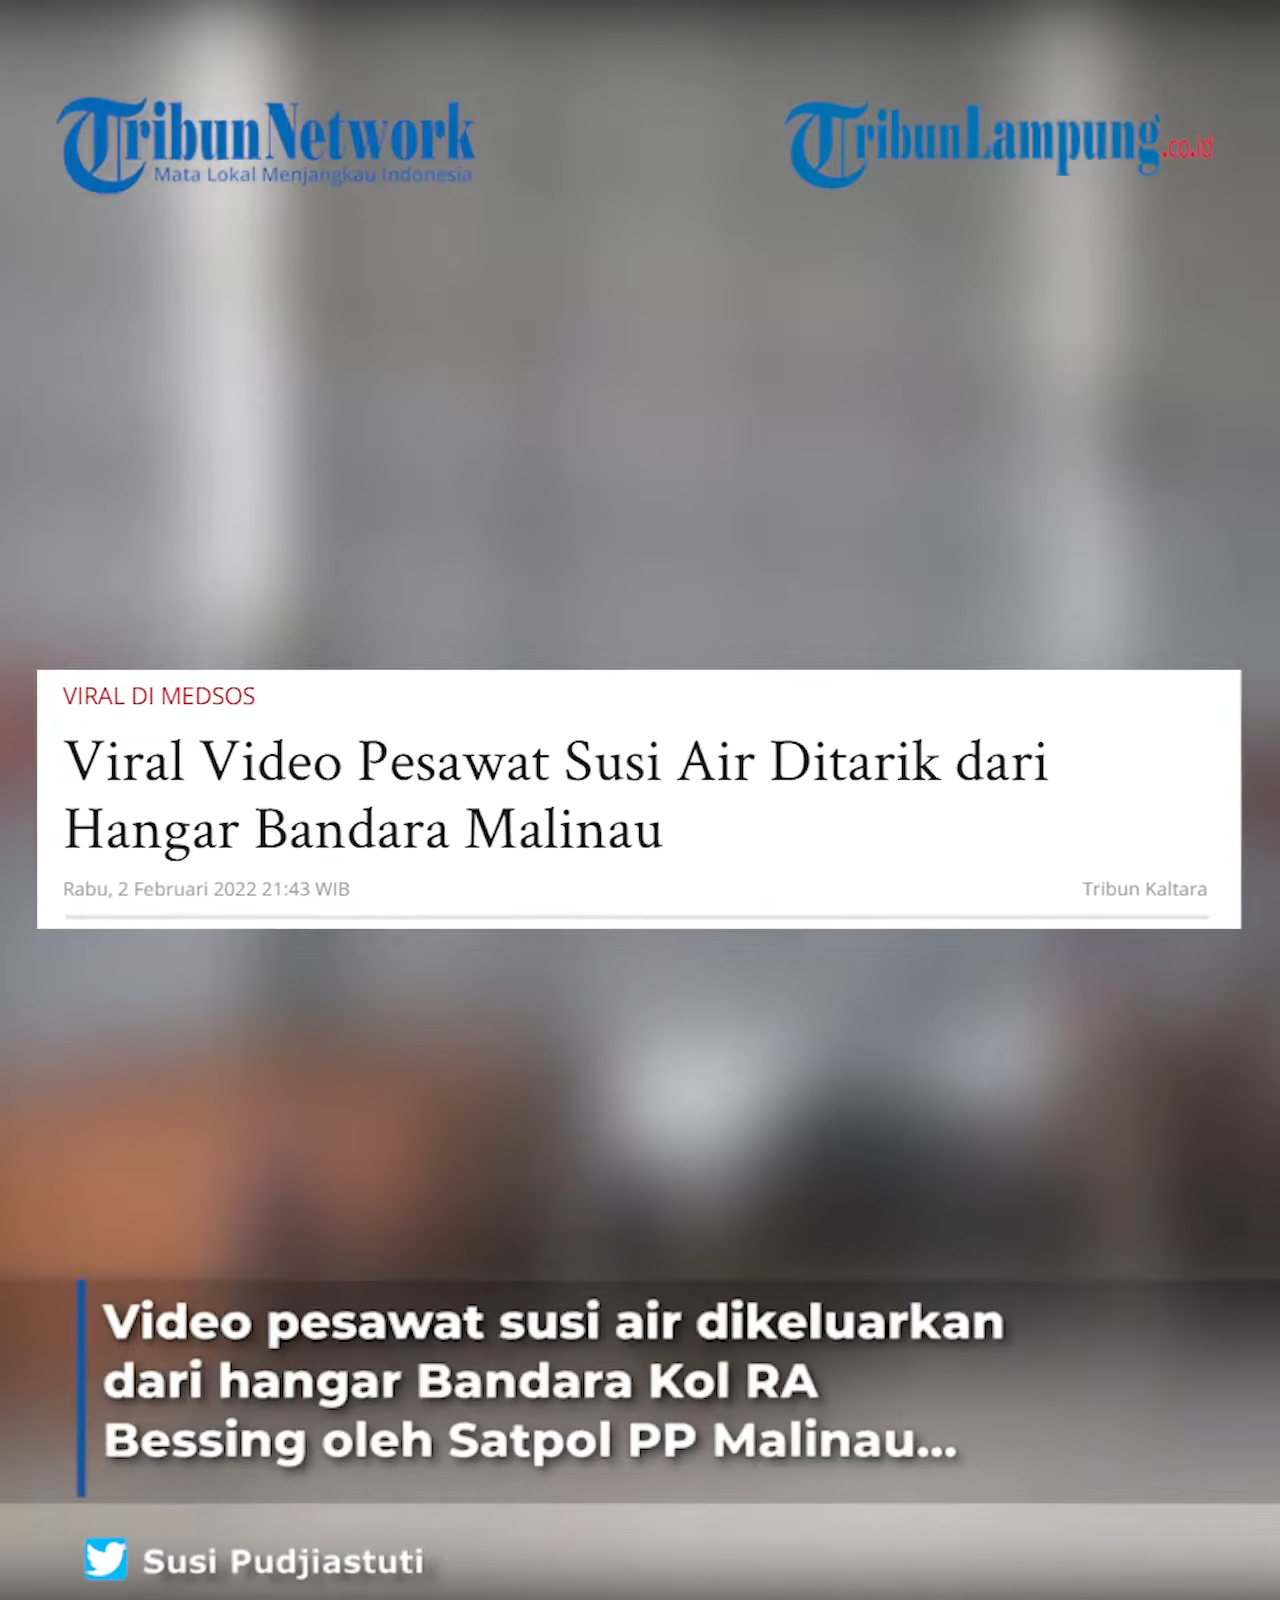 Tribun Network
Mata Lokal Menjangkau Indonesia
TribunLampung.co.id
VIRAL DI MEDSOS
Viral Video Pesawat Susi Air Ditarik dari
Hangar Bandara Malinau
Rabu, 2 Februari 2022 21:43 WIB
Tribun Kaltara
Video pesawat susi air dikeluarkan
dari hangar Bandara Kol RA
Bessing oleh Satpol PP Malinau...
Susi Pudjiastuti